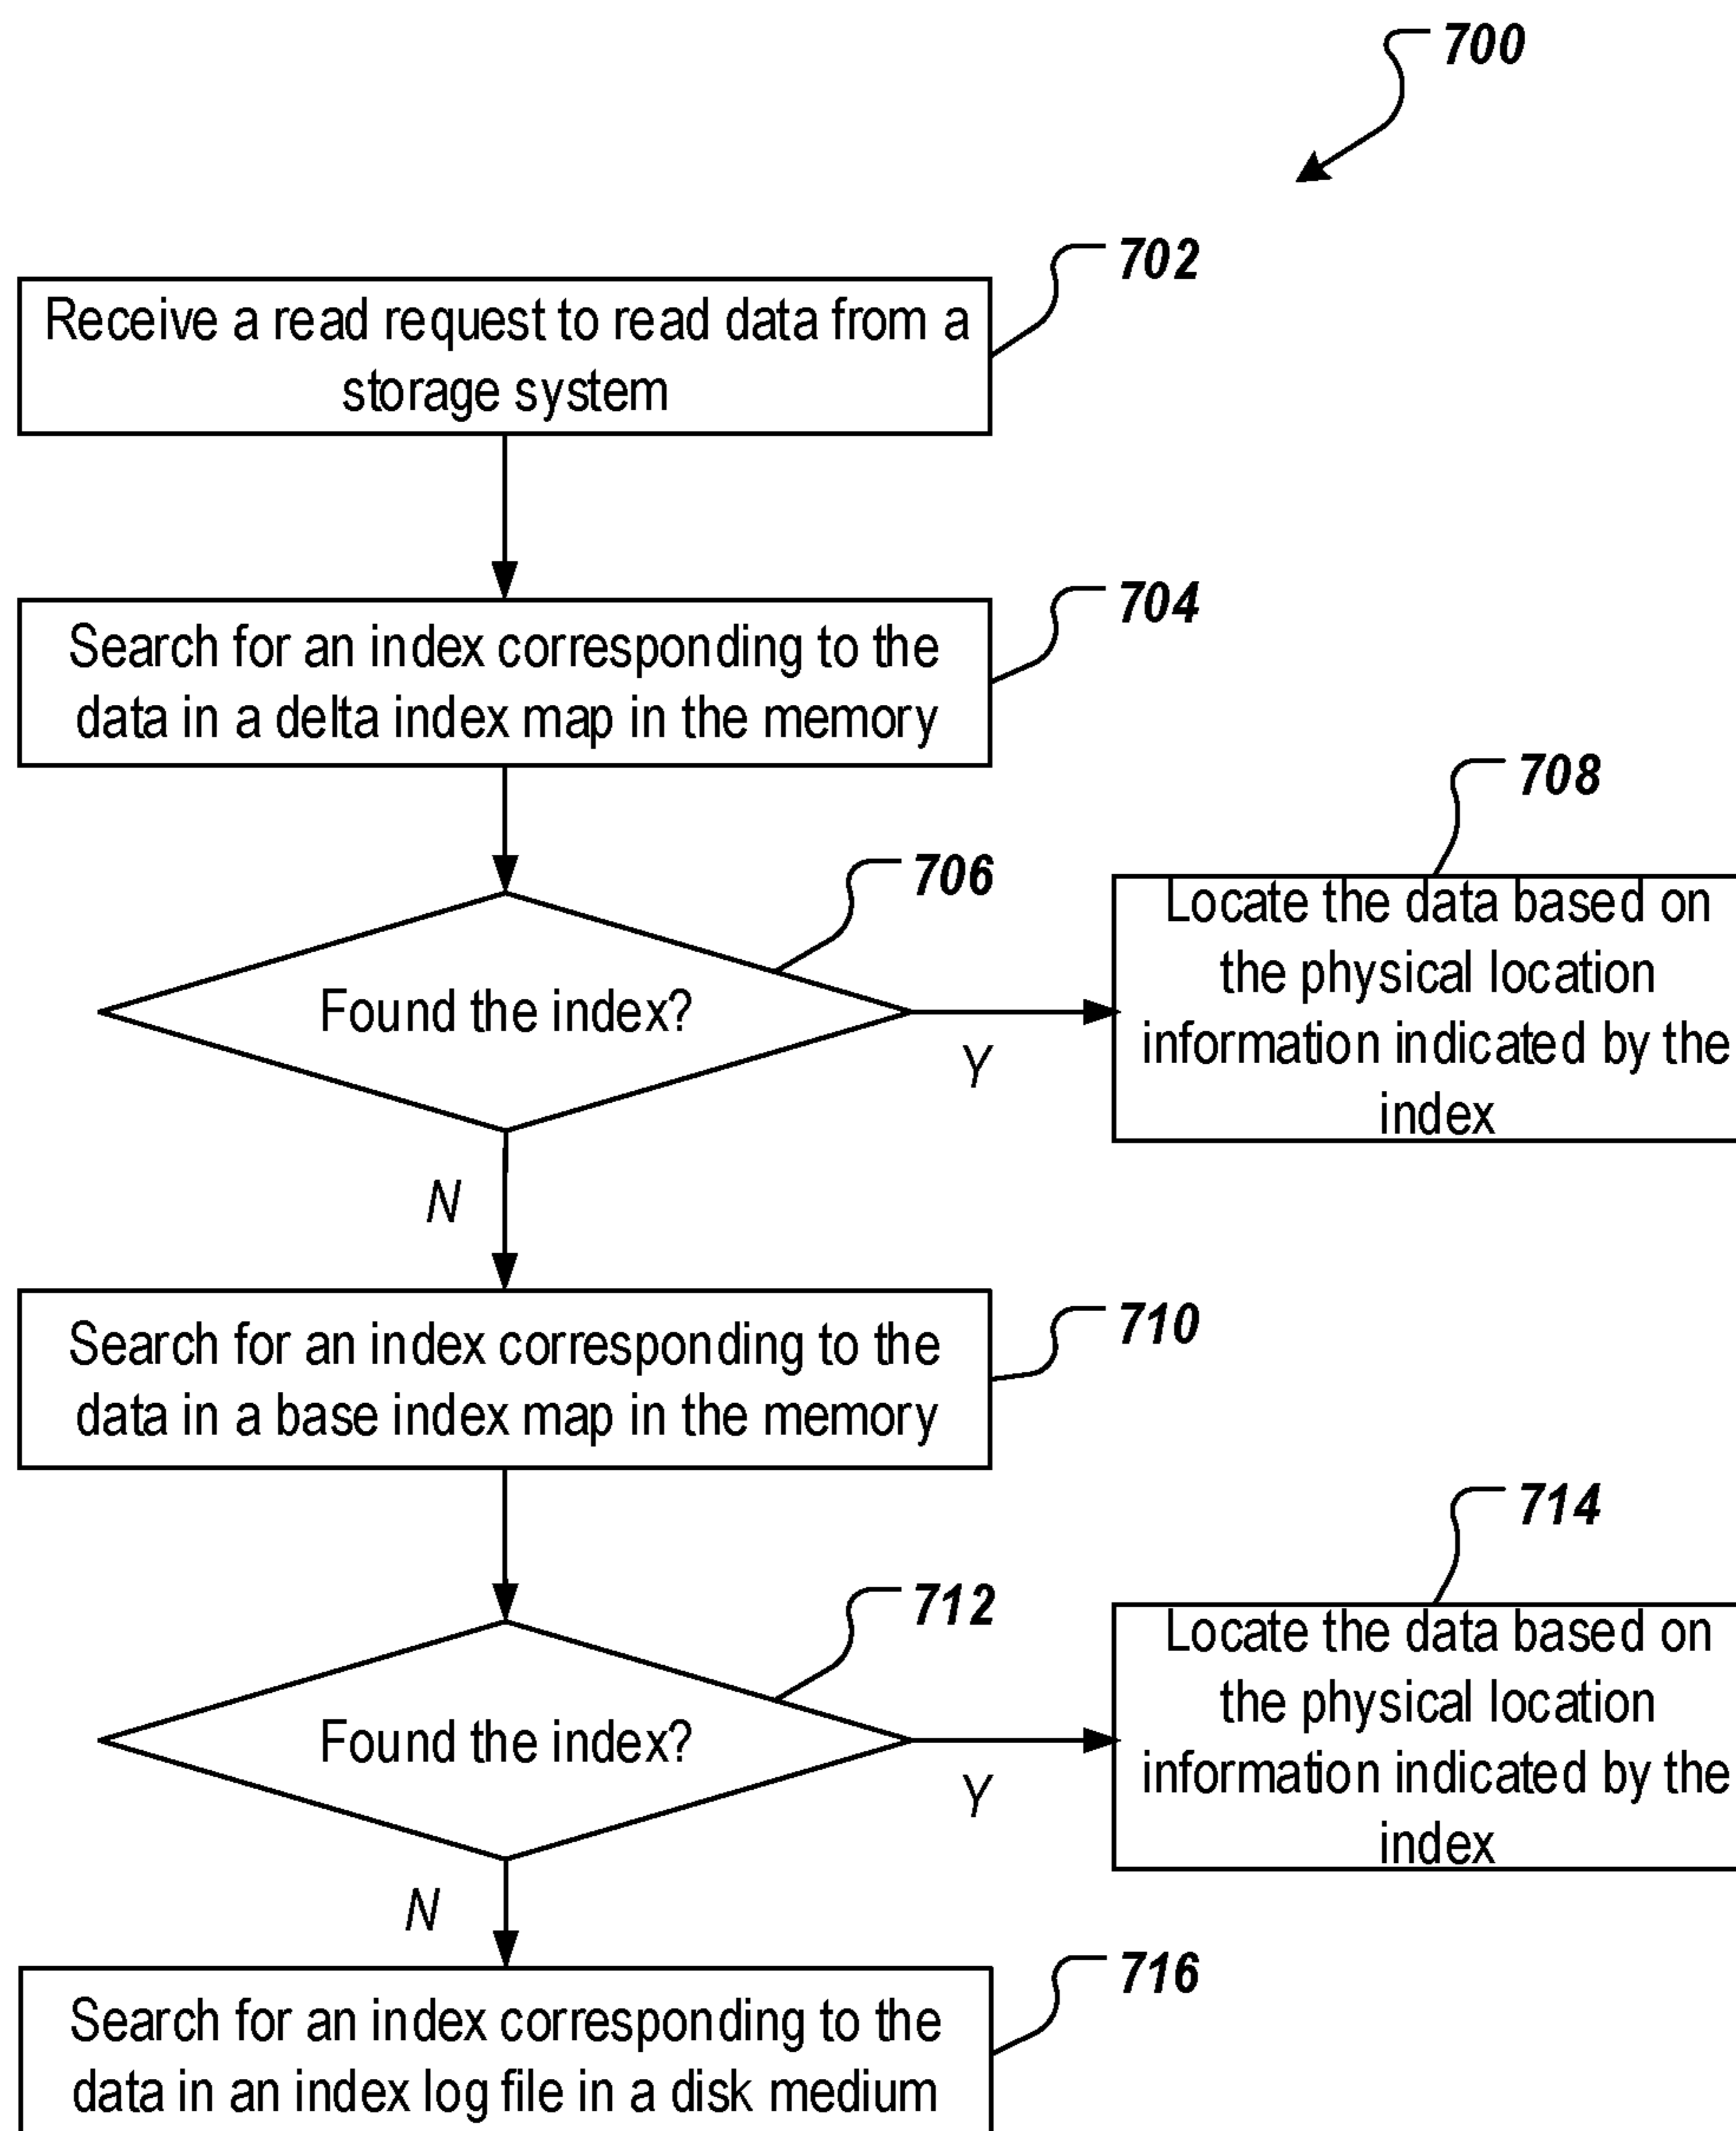 700
702
Receive a read request to read data from a
storage system
704
Search for an index corresponding to the
data in a delta index map in the memory
706
Found the index?
Y
708
Locate the data based on
the physical location
information indicated by the
index
N
710
Search for an index corresponding to the
data in a base index map in the memory
712
Found the index?
Y
714
Locate the data based on
the physical location
information indicated by the
index
N
716
Search for an index corresponding to the
data in an index log file in a disk medium